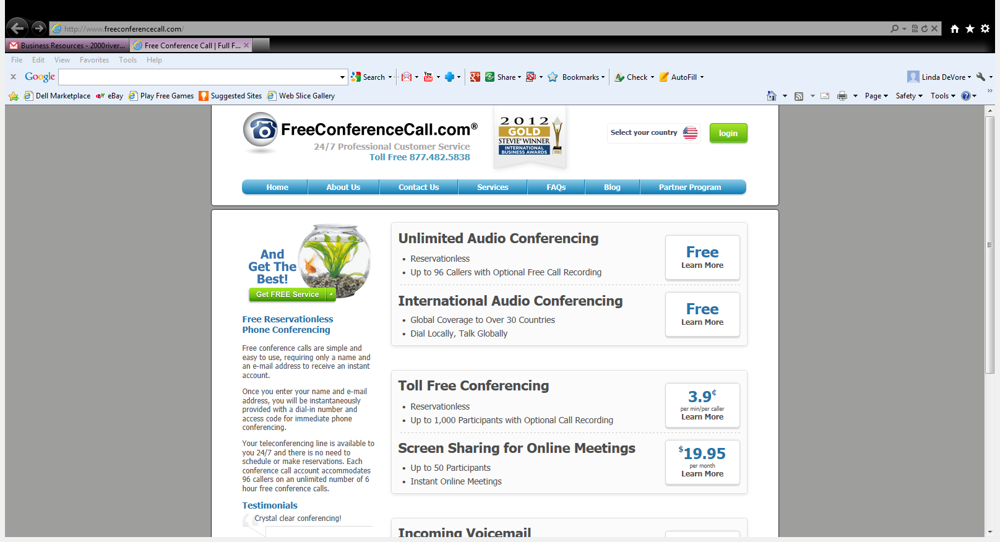 http://www.freeconferencecall.com/
Business Resources - 2000river...
Free Conference Call | Full F...
File Edit View Favorites Tools Help
x Google Search Share Bookmarks Check AutoFill Linda DeVore
Dell Marketplace eBay Play Free Games Suggested Sites Web Slice Gallery Page Safety Tools
FreeConferenceCall.com®
24/7 Professional Customer Service
Toll Free 877.482.5838
2012
GOLD
STEVIE® WINNER
INTERNATIONAL
BUSINESS AWARDS
Select your country
login
Home About Us Contact Us Services FAQs Blog Partner Program
And
Get The
Best!
Get FREE Service
Free Reservationless
Phone Conferencing
Free conference calls are simple and
easy to use, requiring only a name and
an e-mail address to receive an instant
account.
Once you enter your name and e-mail
address, you will be instantaneously
provided with a dial-in number and
access code for immediate phone
conferencing.
Your teleconferencing line is available to
you 24/7 and there is no need to
schedule or make reservations. Each
conference call account accommodates
96 callers on an unlimited number of 6
hour free conference calls.
Testimonials
Crystal clear conferencing!
Unlimited Audio Conferencing
• Reservationless
• Up to 96 Callers with Optional Free Call Recording
Free
Learn More
International Audio Conferencing
• Global Coverage to Over 30 Countries
• Dial Locally, Talk Globally
Free
Learn More
Toll Free Conferencing
• Reservationless
• Up to 1,000 Participants with Optional Call Recording
3.9¢
per min/per caller
Learn More
Screen Sharing for Online Meetings
• Up to 50 Participants
• Instant Online Meetings
$19.95
per month
Learn More
Incoming Voicemail